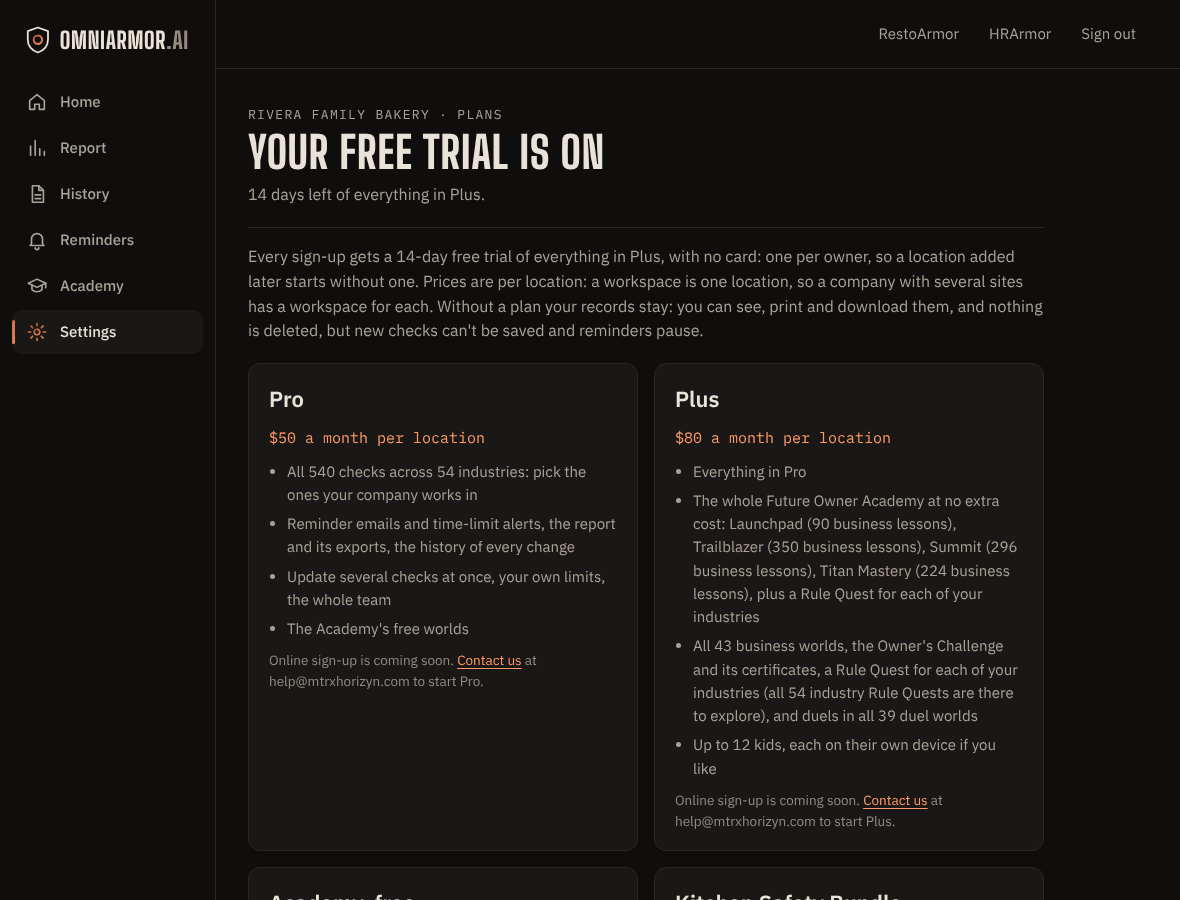 OMNIARMOR.AI
RestoArmor
HRArmor
Sign out
Home
Report
History
Reminders
Academy
Settings
RIVERA FAMILY BAKERY · PLANS
YOUR FREE TRIAL IS ON
14 days left of everything in Plus.
Every sign-up gets a 14-day free trial of everything in Plus, with no card: one per owner, so a location added
later starts without one. Prices are per location: a workspace is one location, so a company with several sites
has a workspace for each. Without a plan your records stay: you can see, print and download them, and nothing
is deleted, but new checks can't be saved and reminders pause.
Pro
$50 a month per location
• All 540 checks across 54 industries: pick the
ones your company works in
• Reminder emails and time-limit alerts, the report
and its exports, the history of every change
• Update several checks at once, your own limits,
the whole team
• The Academy's free worlds
Online sign-up is coming soon. Contact us at
help@mtrxhorizyn.com to start Pro.
Plus
$80 a month per location
• Everything in Pro
• The whole Future Owner Academy at no extra
cost: Launchpad (90 business lessons),
Trailblazer (350 business lessons), Summit (296
business lessons), Titan Mastery (224 business
lessons), plus a Rule Quest for each of your
industries
• All 43 business worlds, the Owner's Challenge
and its certificates, a Rule Quest for each of your
industries (all 54 industry Rule Quests are there
to explore), and duels in all 39 duel worlds
• Up to 12 kids, each on their own device if you
like
Online sign-up is coming soon. Contact us at
help@mtrxhorizyn.com to start Plus.
Kitchen Safety Bundle